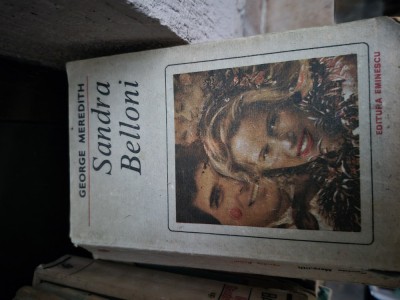 GEORGE MEREDITH
Sandra
Belloni
EDITURA EMINESCU